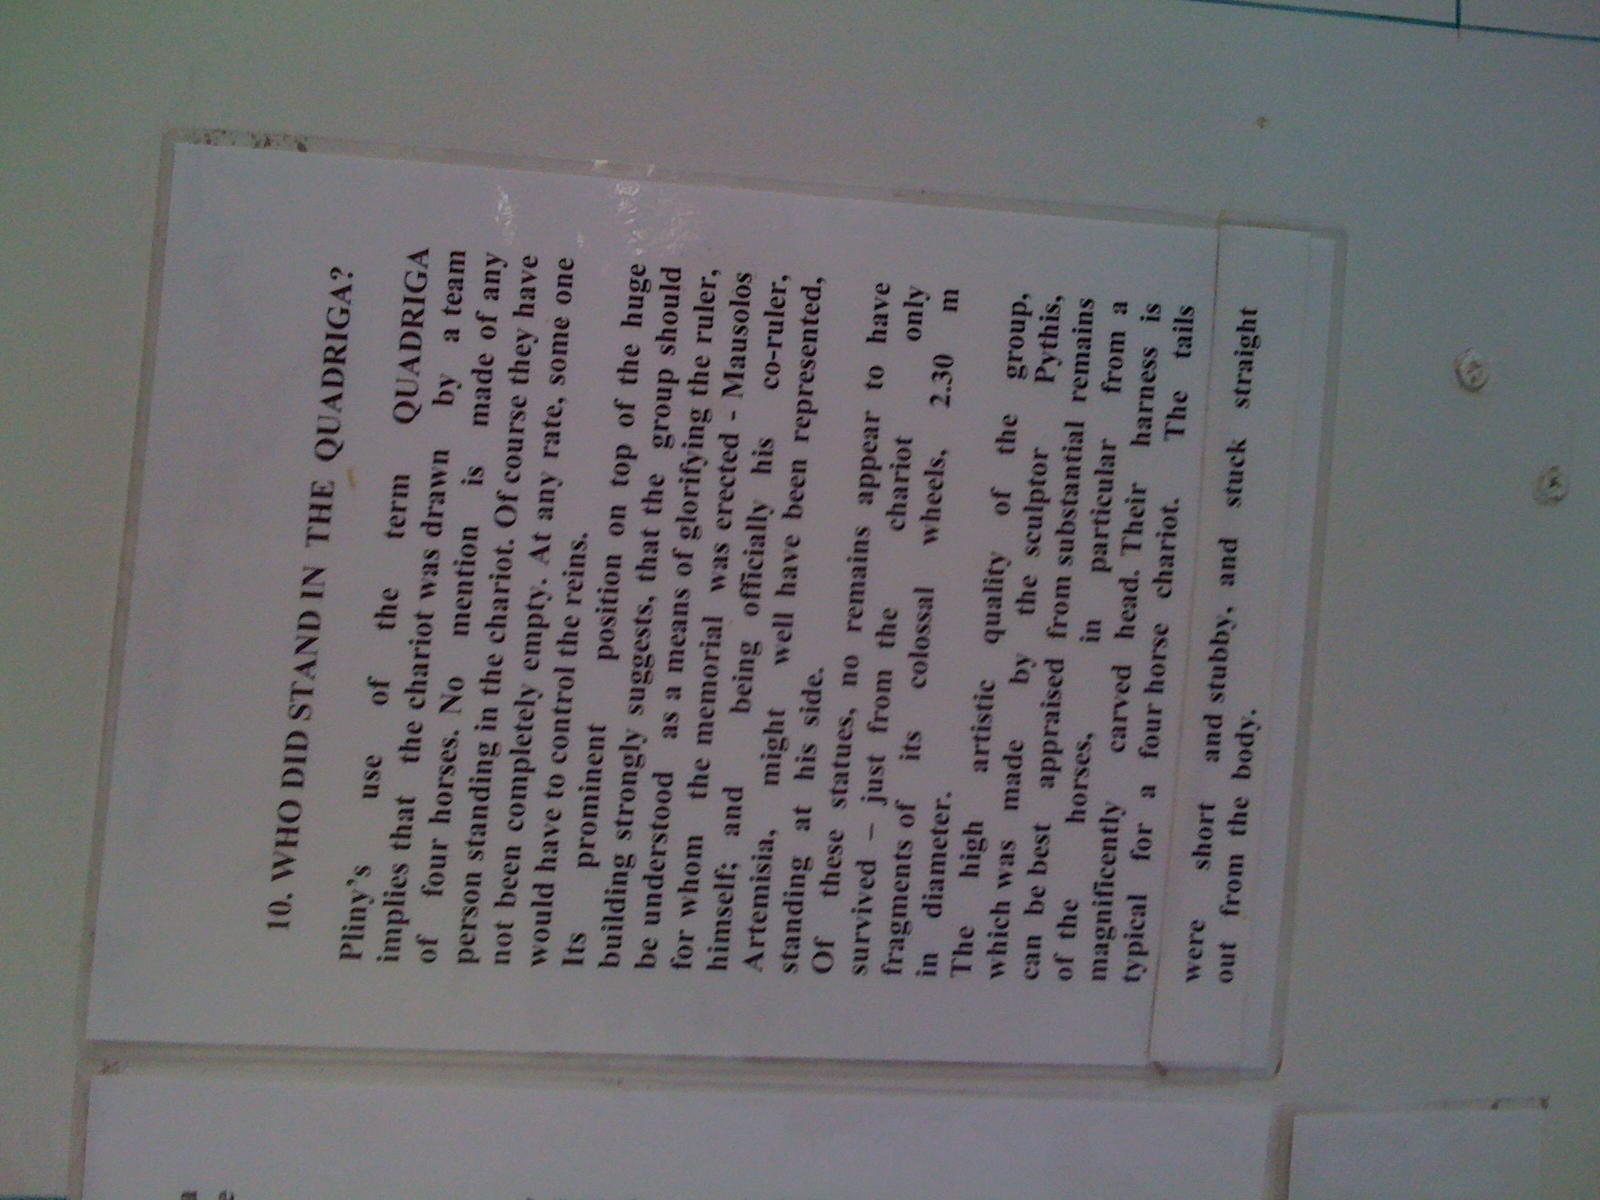 a
e
10. WHO DID STAND IN THE QUADRIGA?
Pliny's use of the term QUADRIGA
implies that the chariot was drawn by a team
of four horses. No mention is made of any
person standing in the chariot. Of course they have
not been completely empty. At any rate, some one
would have to control the reins.
Its prominent position on top of the huge
building strongly suggests, that the group should
be understood as a means of glorifying the ruler,
for whom the memorial was erected - Mausolos
himself; and being officially his co-ruler,
Artemisia, might well have been represented,
standing at his side.
Of these statues, no remains appear to have
survived – just from the chariot only
fragments of its colossal wheels, 2.30 m
in diameter.
The high artistic quality of the group,
which was made by the sculptor Pythis,
can be best appraised from substantial remains
of the horses, in particular from a
magnificently carved head. Their harness is
typical for a four horse chariot. The tails
were short and stubby, and stuck straight
out from the body.